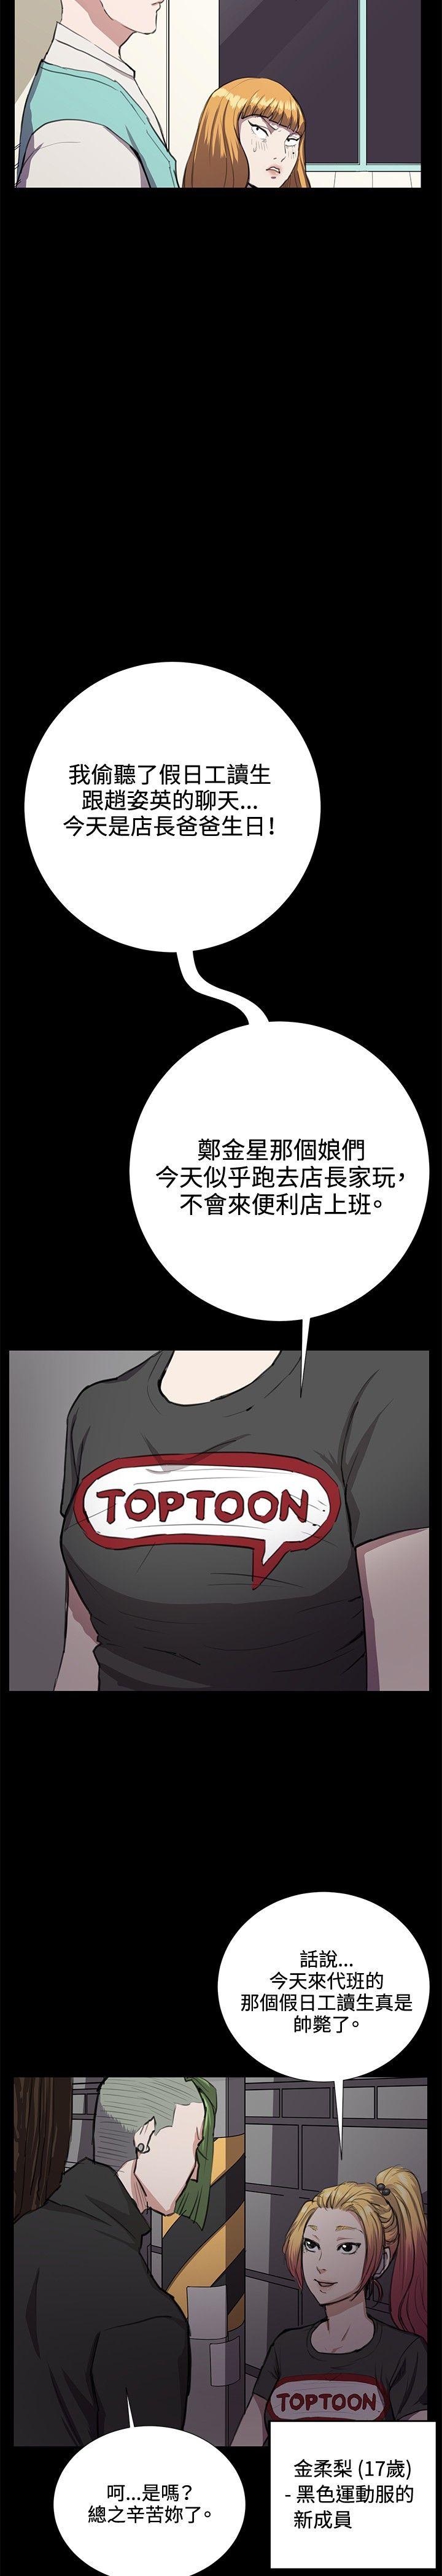 我偷聽了假日工讀生
跟趙姿英的聊天...
今天是店長爸爸生日!
鄭金星那個娘們
今天似乎跑去店長家玩，
不會來便利店上班。
TOPTOON
話說...
今天來代班的
那個假日工讀生真是
帥斃了。
TOPTOON
金柔梨 (17歲)
- 黑色運動服的
新成員
呵...是嗎?
總之辛苦妳了。